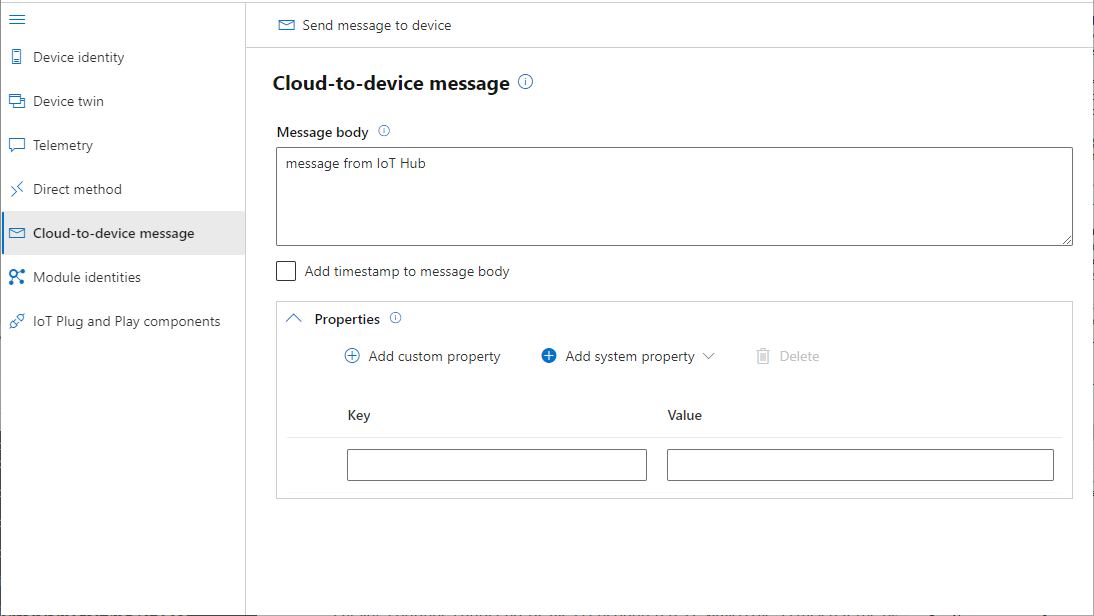 Send message to device
Device identity
Device twin
Telemetry
Direct method
Cloud-to-device message
Module identities
IoT Plug and Play components
Cloud-to-device message
Message body
message from IoT Hub
Add timestamp to message body
Properties
Add custom property
Add system property
Delete
Key Value